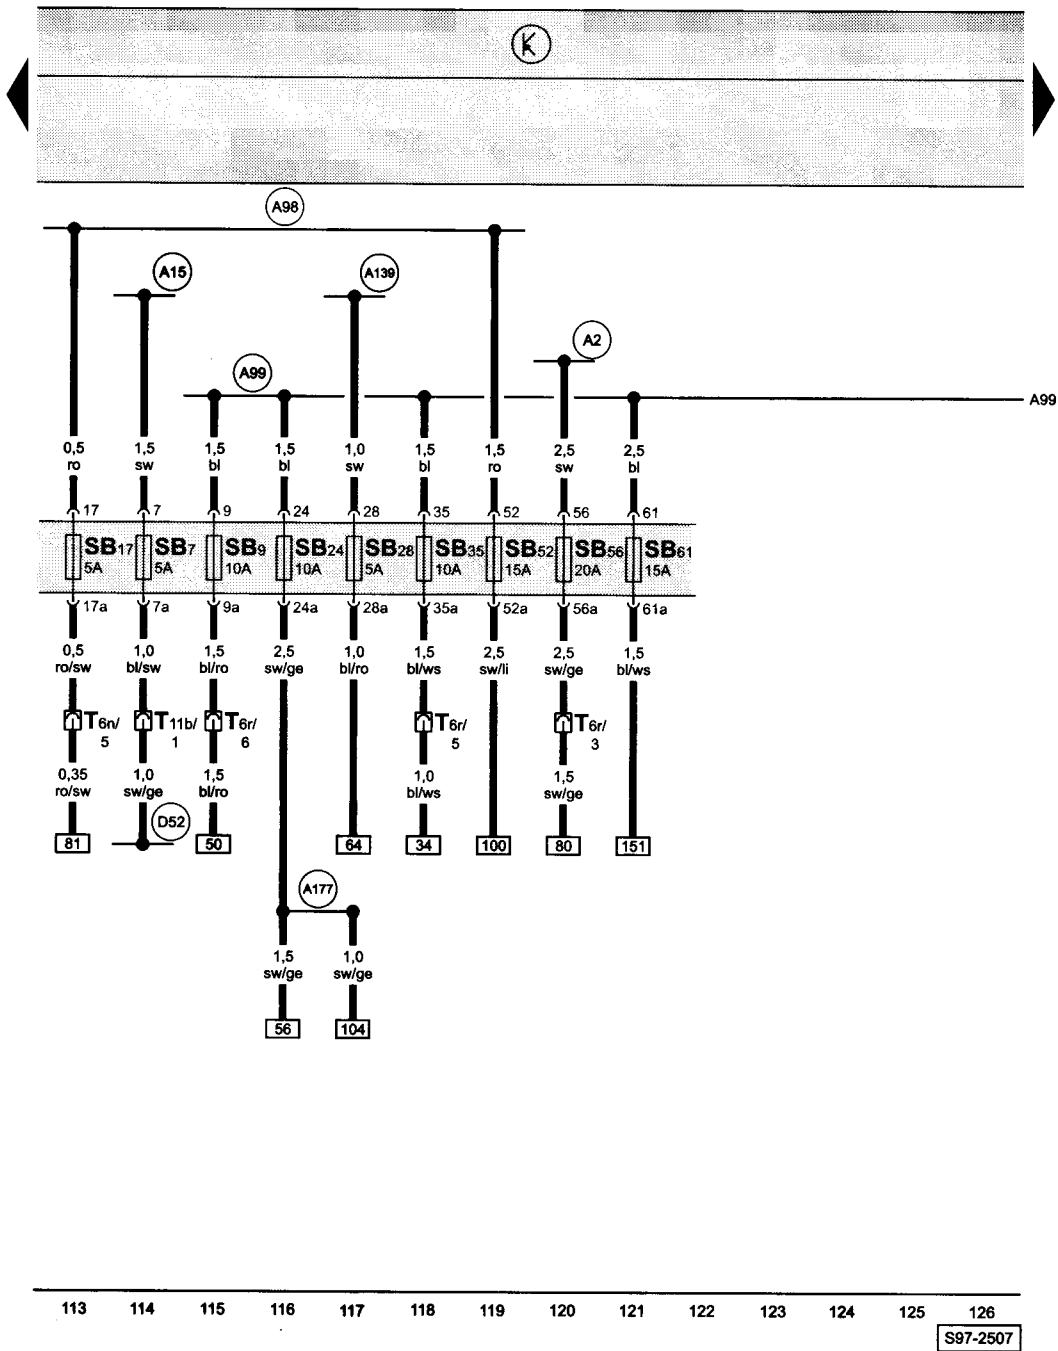 K
A98
A15 A139
A2
A99
A99
0,5 1,5 1,5 1,5 1,0 1,5 1,5 2,5 2,5
ro sw bl bl sw bl ro sw bl
17 7 9 24 28 35 52 56 61
SB17 SB7 SB9 SB24 SB28 SB35 SB52 SB56 SB61
5A 5A 10A 10A 5A 10A 15A 20A 15A
17a 7a 9a 24a 28a 35a 52a 56a 61a
0,5 1,0 1,5 2,5 1,0 1,5 2,5 2,5 1,5
ro/sw bl/sw bl/ro sw/ge bl/ro bl/ws sw/li sw/ge bl/ws
T6n/ T11b/ T6r/ T6r/ T6r/
5 1 6 5 3
0,35 1,0 1,5 1,0 1,5
ro/sw sw/ge bl/ro bl/ws sw/ge
D52
81 50 64 34 100 80 151
A177
1,5 1,0
sw/ge sw/ge
56 104
113 114 115 116 117 118 119 120 121 122 123 124 125 126
S97-2507